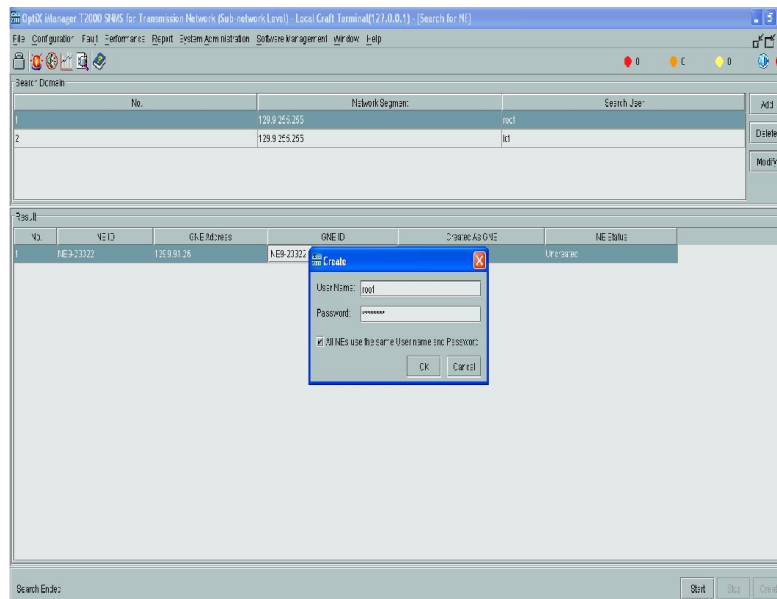 OptiX iManager T2000 SNMS for Transmission Network (Sub-network Level) - Local Craft Terminal(127.0.0.1) - [Search for NE]
File Configuration Fault Performance Report System Administration Software Management Window Help
0 0 0
Search Domain
No. Network Segment Search User Add
1 129.9.255.255 root
2 129.9.255.255 lct Delete
Modify
Result
No. NE ID GNE Address GNE ID Created As GNE NE Status
1 NE9-23322 129.9.91.26 NE9-23322 Uncreated
Create
User Name: root
Password: ********
All NEs use the same User name and Password
OK Cancel
Search Ended Start Stop Creat